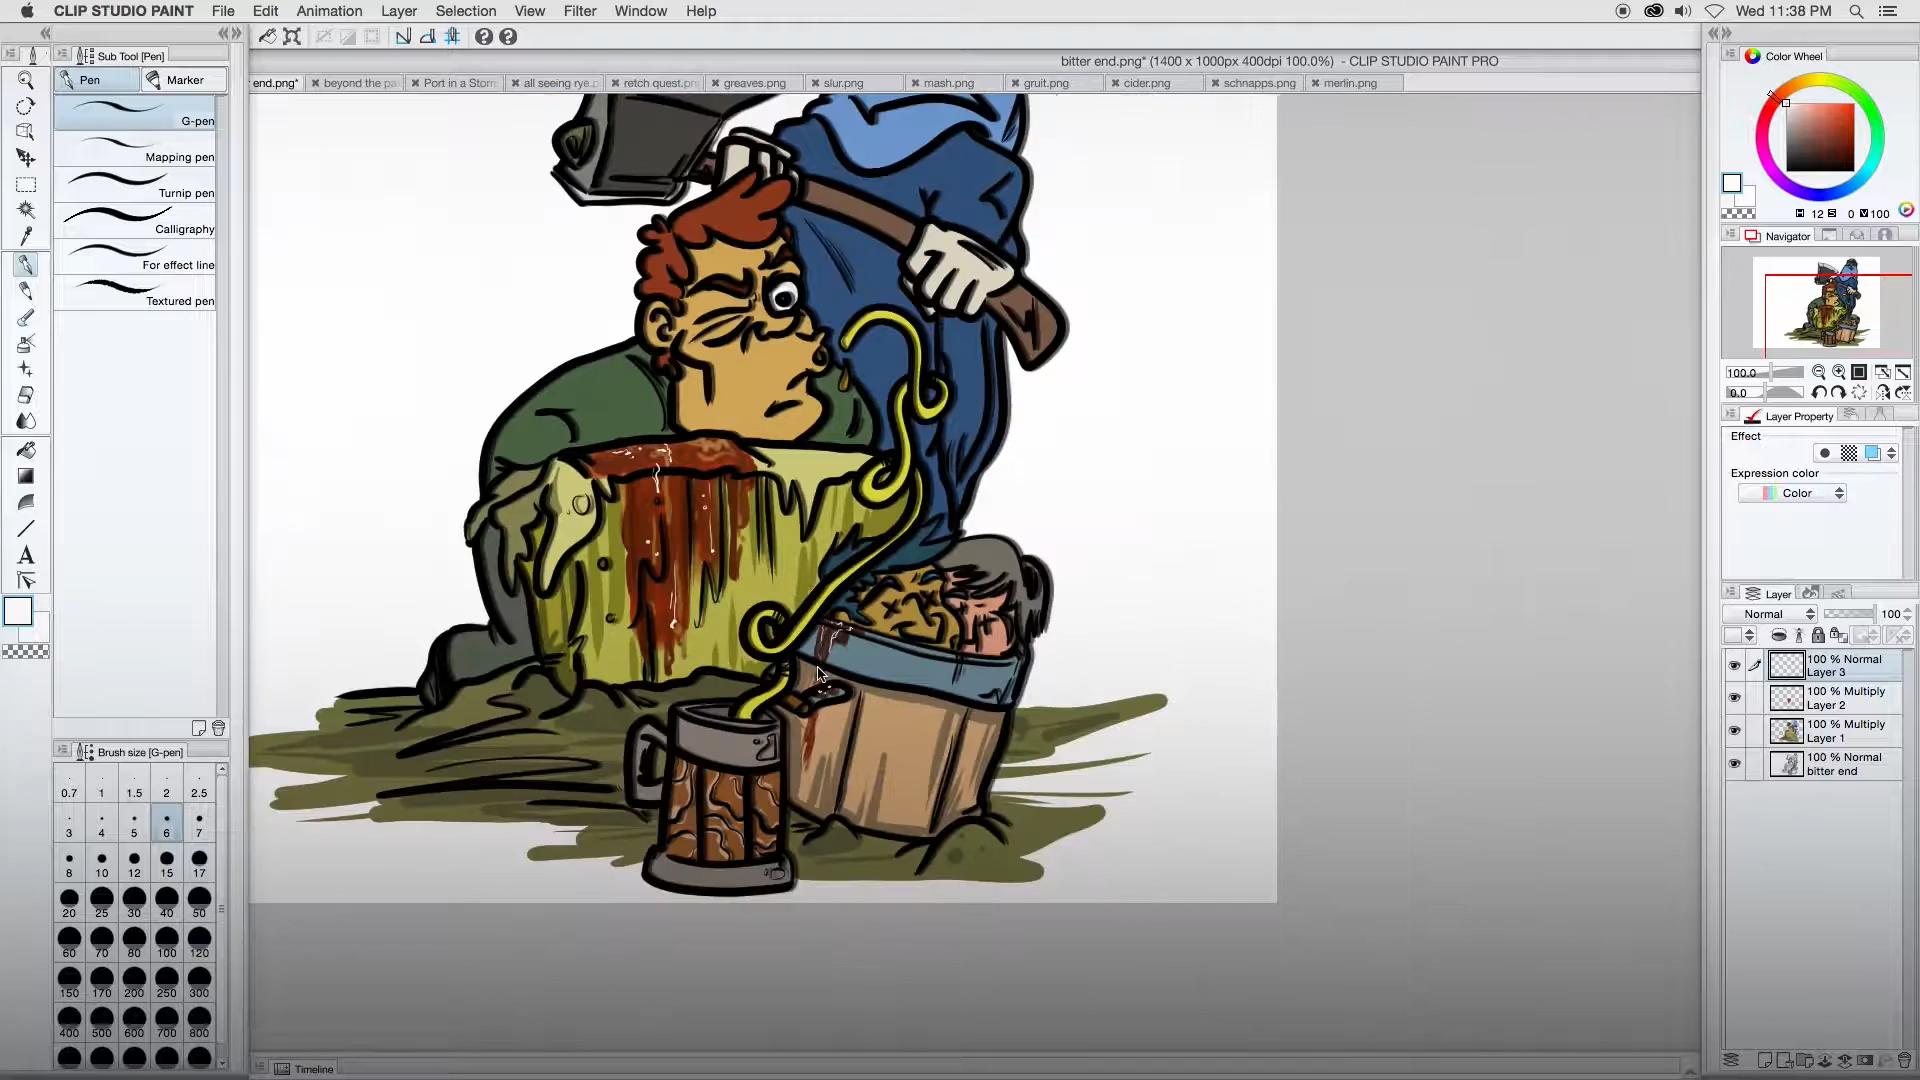 CLIP STUDIO PAINT File Edit Animation Layer Selection View Filter Window Help Wed 11:38 PM
bitter end.png* (1400 x 1000px 400dpi 100.0%) - CLIP STUDIO PAINT PRO
end.png* beyond the pa Port in a Storm all seeing rye.p retch quest.pn greaves.png slur.png mash.png gruit.png cider.png schnapps.png merlin.png
Sub Tool [Pen]
Pen Marker
G-pen
Mapping pen
Turnip pen
Calligraphy
For effect line
Textured pen
Brush size [G-pen]
0.7 1 1.5 2 2.5
3 4 5 6 7
8 10 12 15 17
20 25 30 40 50
60 70 80 100 120
150 170 200 250 300
400 500 600 700 800
Timeline
Color Wheel
H 12 S 0 V 100
Navigator
100.0
0.0
Layer Property
Effect
Expression color
Color
Layer
Normal 100
100 % Normal
Layer 3
100 % Multiply
Layer 2
100 % Multiply
Layer 1
100 % Normal
bitter end